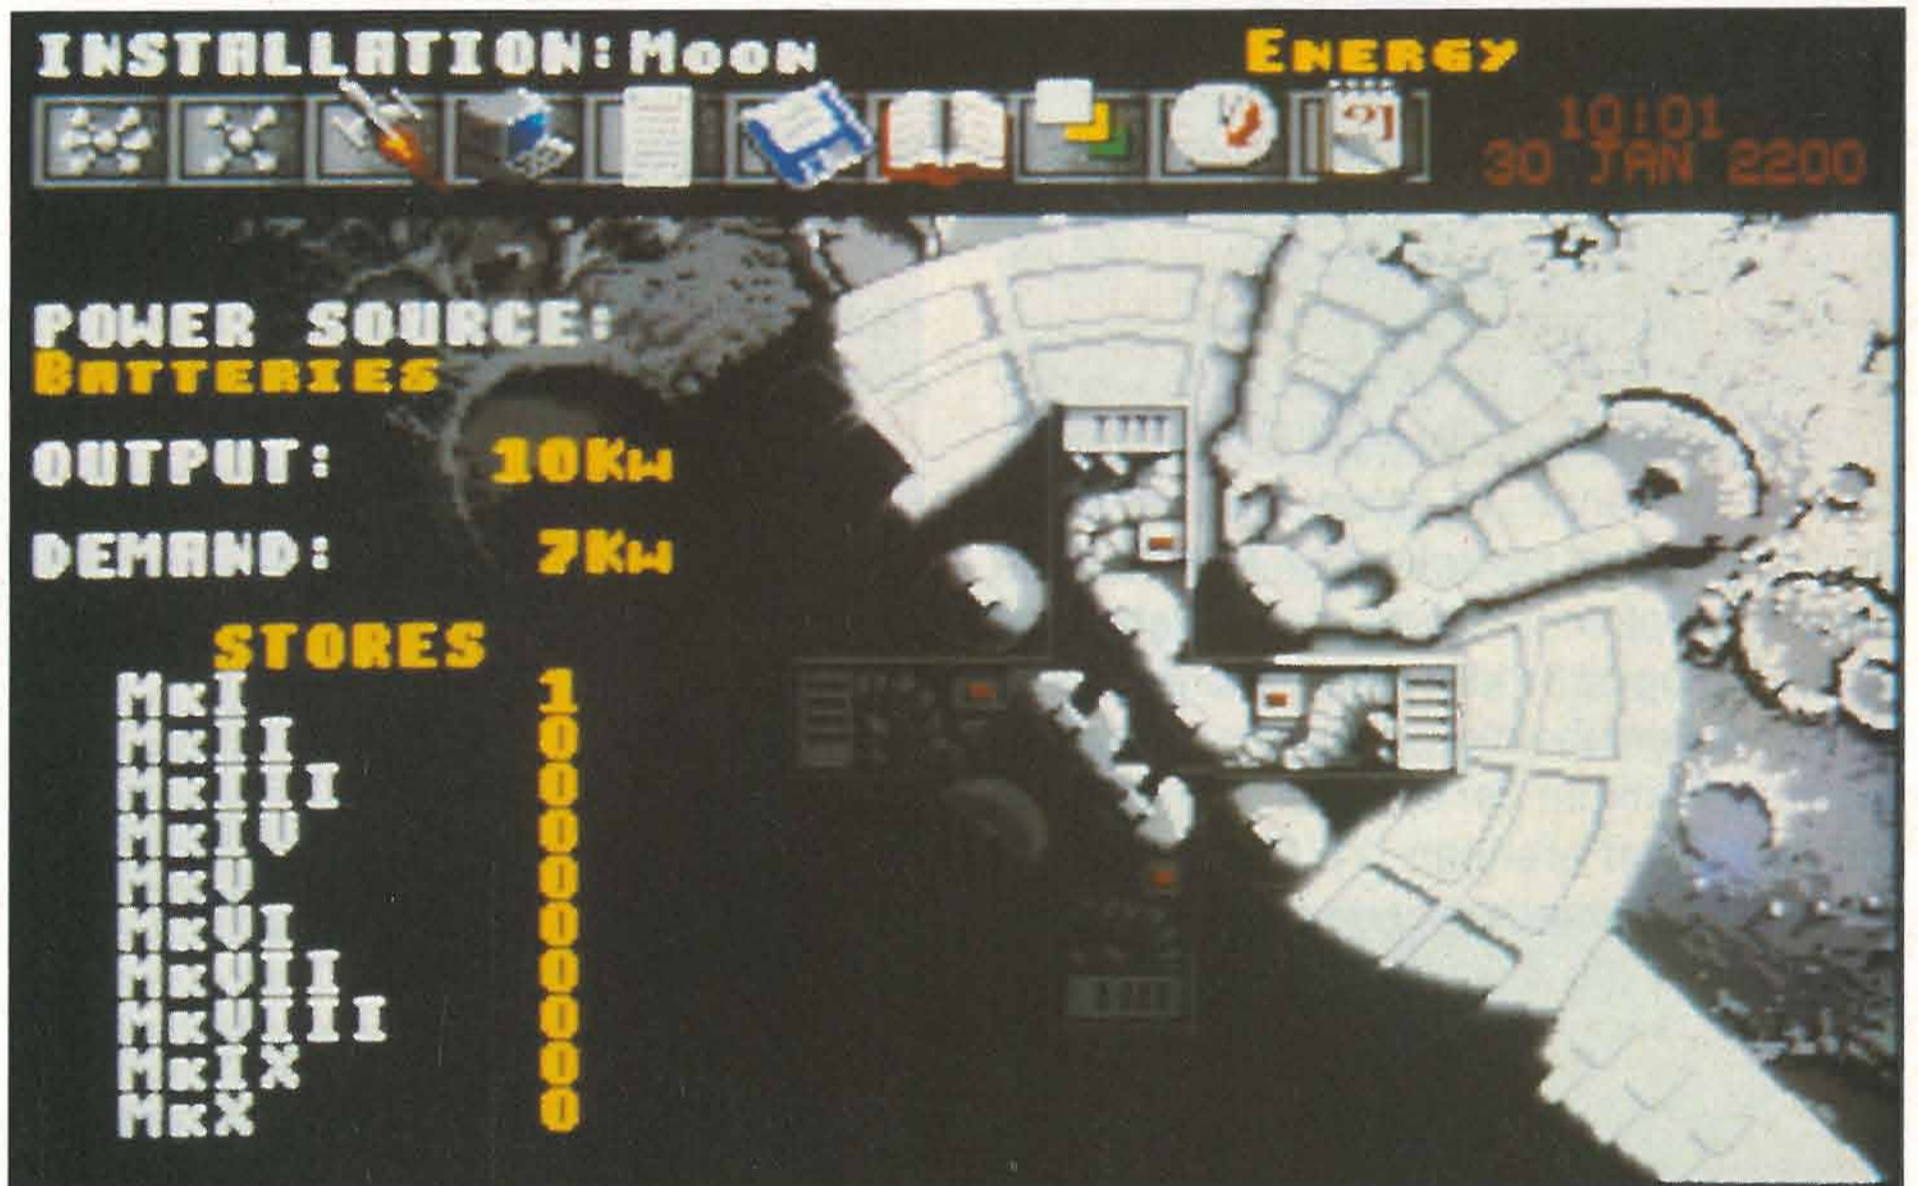 INSTALLATION:Moon
ENERGY
10:01
30 JAN 2200
POWER SOURCE:
BATTERIES
OUTPUT: 10Kw
DEMAND: 7Kw
STORES
MkI 1
MkII 0
MkIII 0
MkIV 0
MkV 0
MkVI 0
MkVII 0
MkVIII 0
MkIX 0
MkX 0